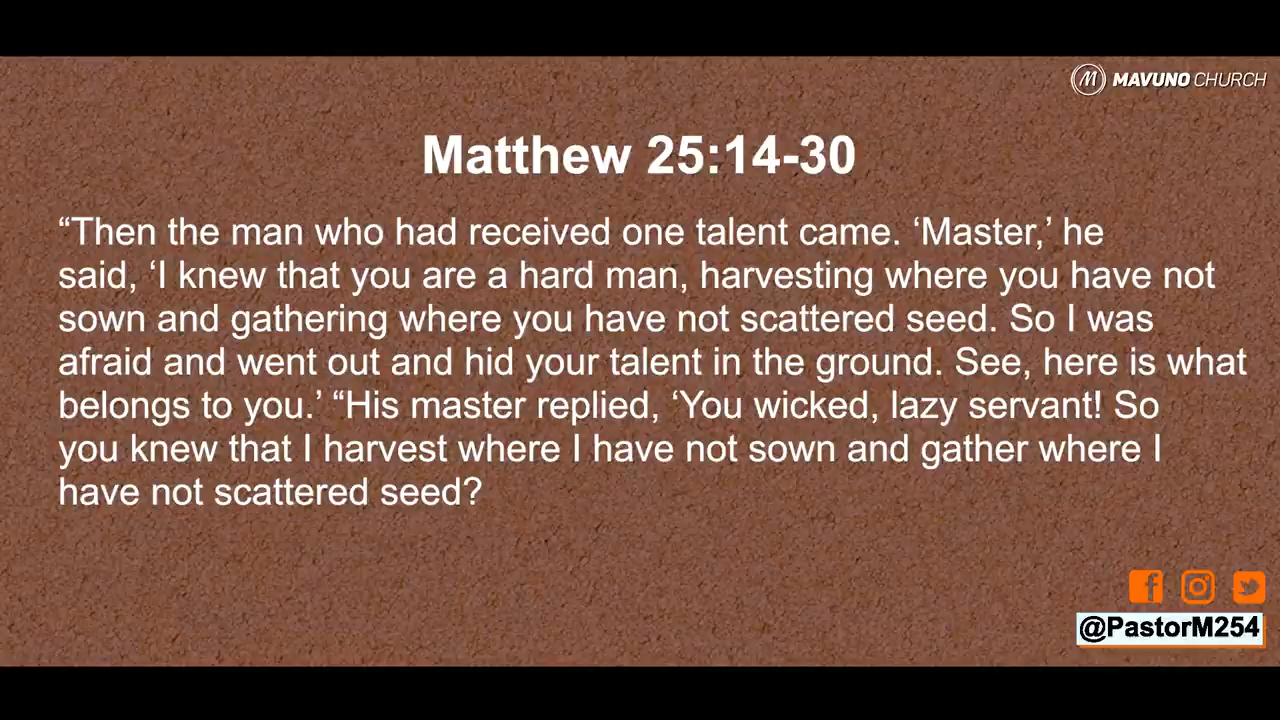 MAVUNO CHURCH
Matthew 25:14-30
“Then the man who had received one talent came. ‘Master,’ he
said, ‘I knew that you are a hard man, harvesting where you have not
sown and gathering where you have not scattered seed. So I was
afraid and went out and hid your talent in the ground. See, here is what
belongs to you.’ “His master replied, ‘You wicked, lazy servant! So
you knew that I harvest where I have not sown and gather where I
have not scattered seed?
@PastorM254